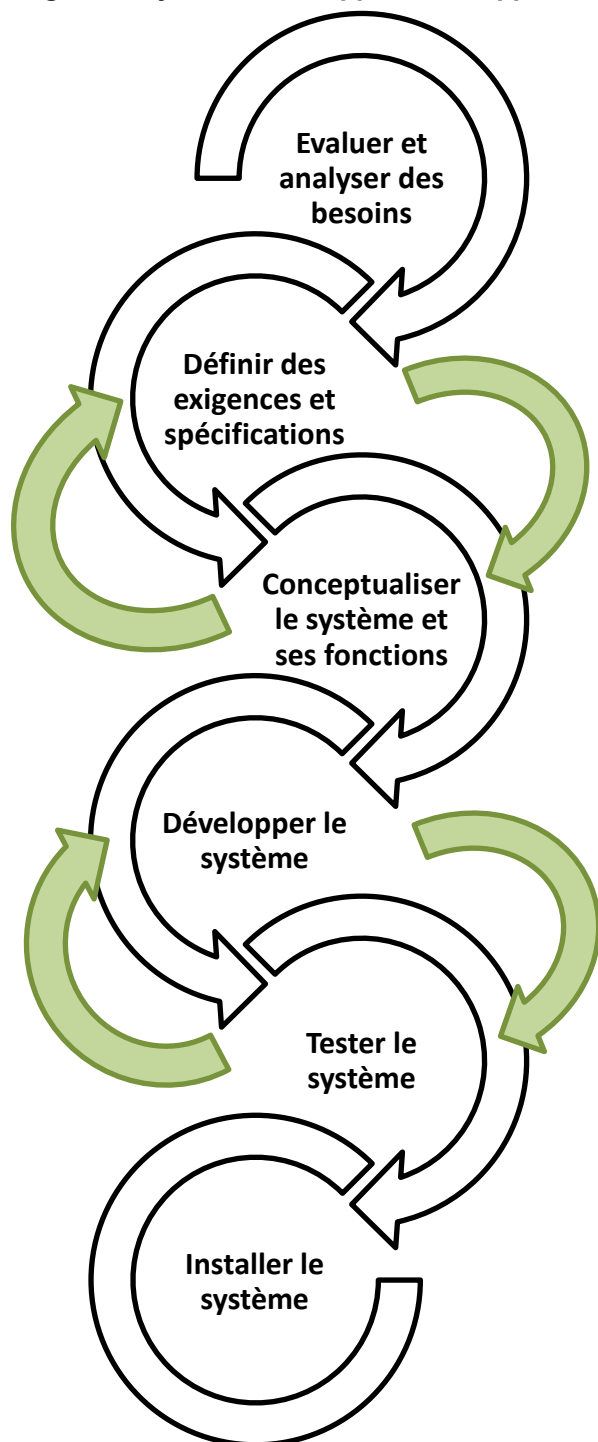 Evaluer et
analyser des
besoins
Définir des
exigences et
spécifications
Conceptualiser
le système et
ses fonctions
Développer le
système
Tester le
système
Installer le
système